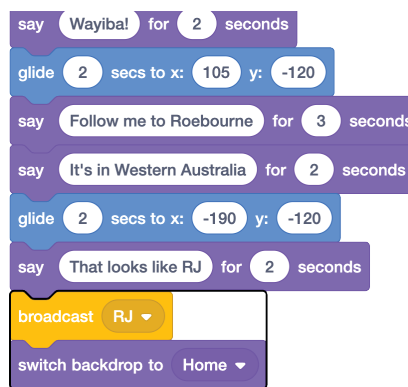 say Wayiba! for 2 seconds
glide 2 secs to x: 105 y: -120
say Follow me to Roebourne for 3 seconds
say It's in Western Australia for 2 seconds
glide 2 secs to x: -190 y: -120
say That looks like RJ for 2 seconds
broadcast RJ
switch backdrop to Home